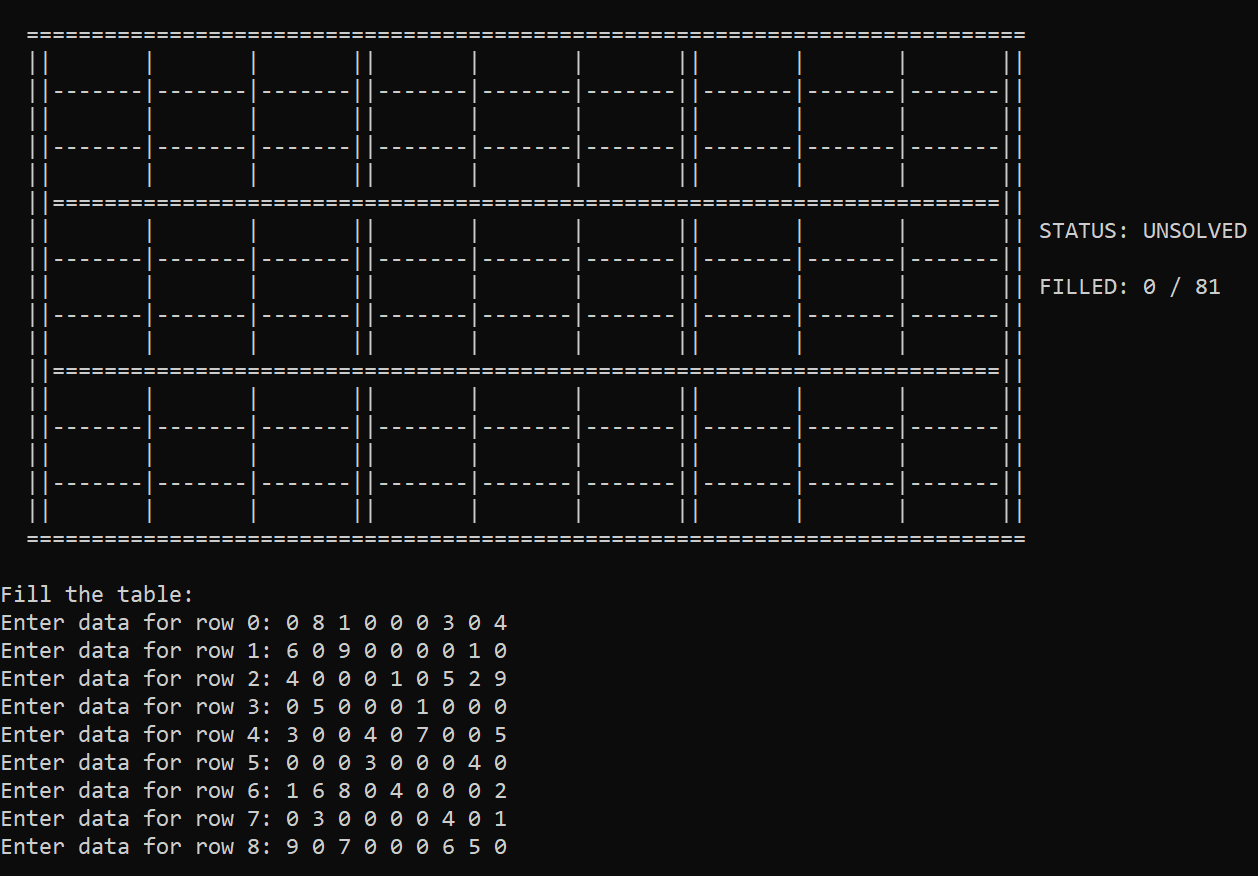 STATUS: UNSOLVED
FILLED: 0 / 81
Fill the table:
Enter data for row 0: 0 8 1 0 0 0 3 0 4
Enter data for row 1: 6 0 9 0 0 0 0 1 0
Enter data for row 2: 4 0 0 0 1 0 5 2 9
Enter data for row 3: 0 5 0 0 0 1 0 0 0
Enter data for row 4: 3 0 0 4 0 7 0 0 5
Enter data for row 5: 0 0 0 3 0 0 0 4 0
Enter data for row 6: 1 6 8 0 4 0 0 0 2
Enter data for row 7: 0 3 0 0 0 0 4 0 1
Enter data for row 8: 9 0 7 0 0 0 6 5 0